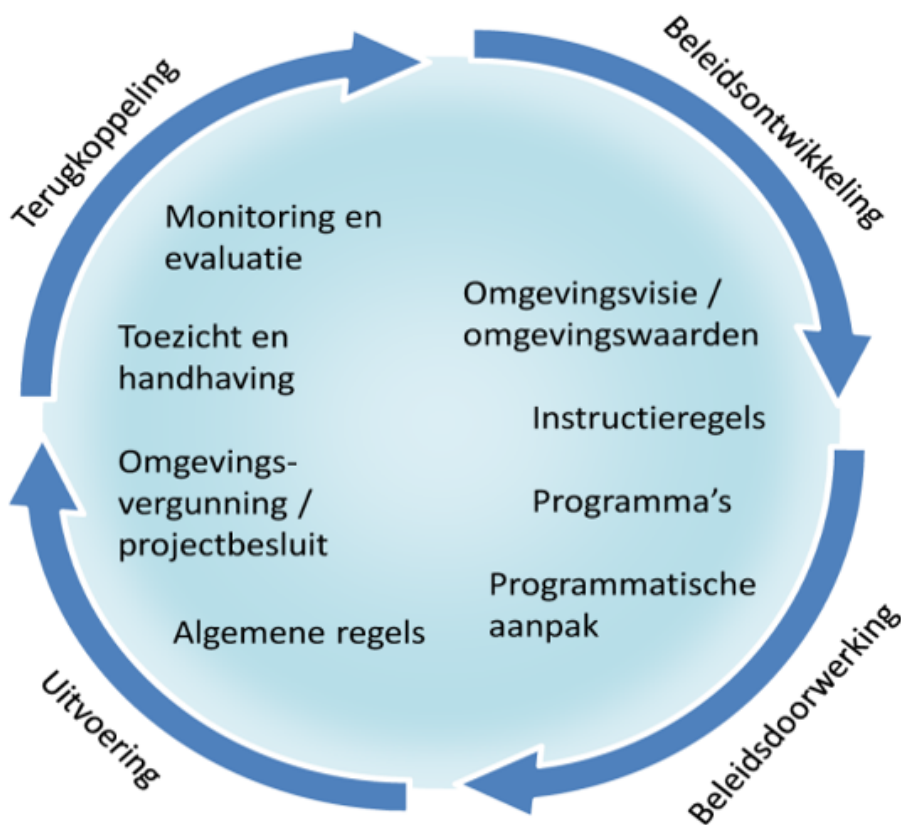 Beleidsontwikkeling
Omgevingsvisie /
omgevingswaarden
Instructieregels
Programma's
Programmatische
aanpak
Beleidsdoorwerking
Algemene regels
Uitvoering
Omgevings-
vergunning /
projectbesluit
Toezicht en
handhaving
Monitoring en
evaluatie
Terugkoppeling